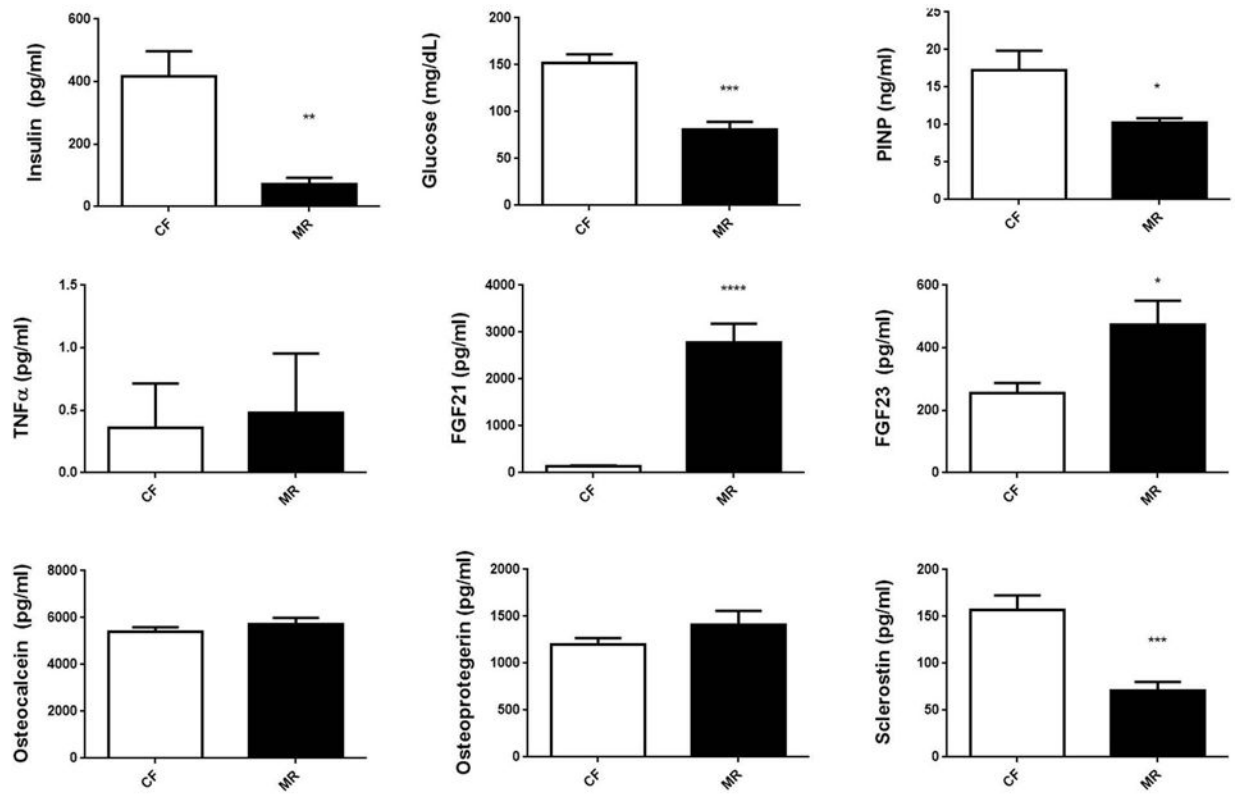 Insulin (pg/ml)
600
400
200
0
**
CF
MR
Glucose (mg/dL)
200
150
100
50
0
***
CF
MR
PINP (ng/ml)
25
20
15
10
5
0
*
CF
MR
TNFα (pg/ml)
1.5
1.0
0.5
0.0
CF
MR
FGF21 (pg/ml)
4000
3000
2000
1000
0
****
CF
MR
FGF23 (pg/ml)
600
400
200
0
*
CF
MR
Osteocalcein (pg/ml)
8000
6000
4000
2000
0
CF
MR
Osteoprotegerin (pg/ml)
2000
1500
1000
500
0
CF
MR
Sclerostin (pg/ml)
200
150
100
50
0
***
CF
MR